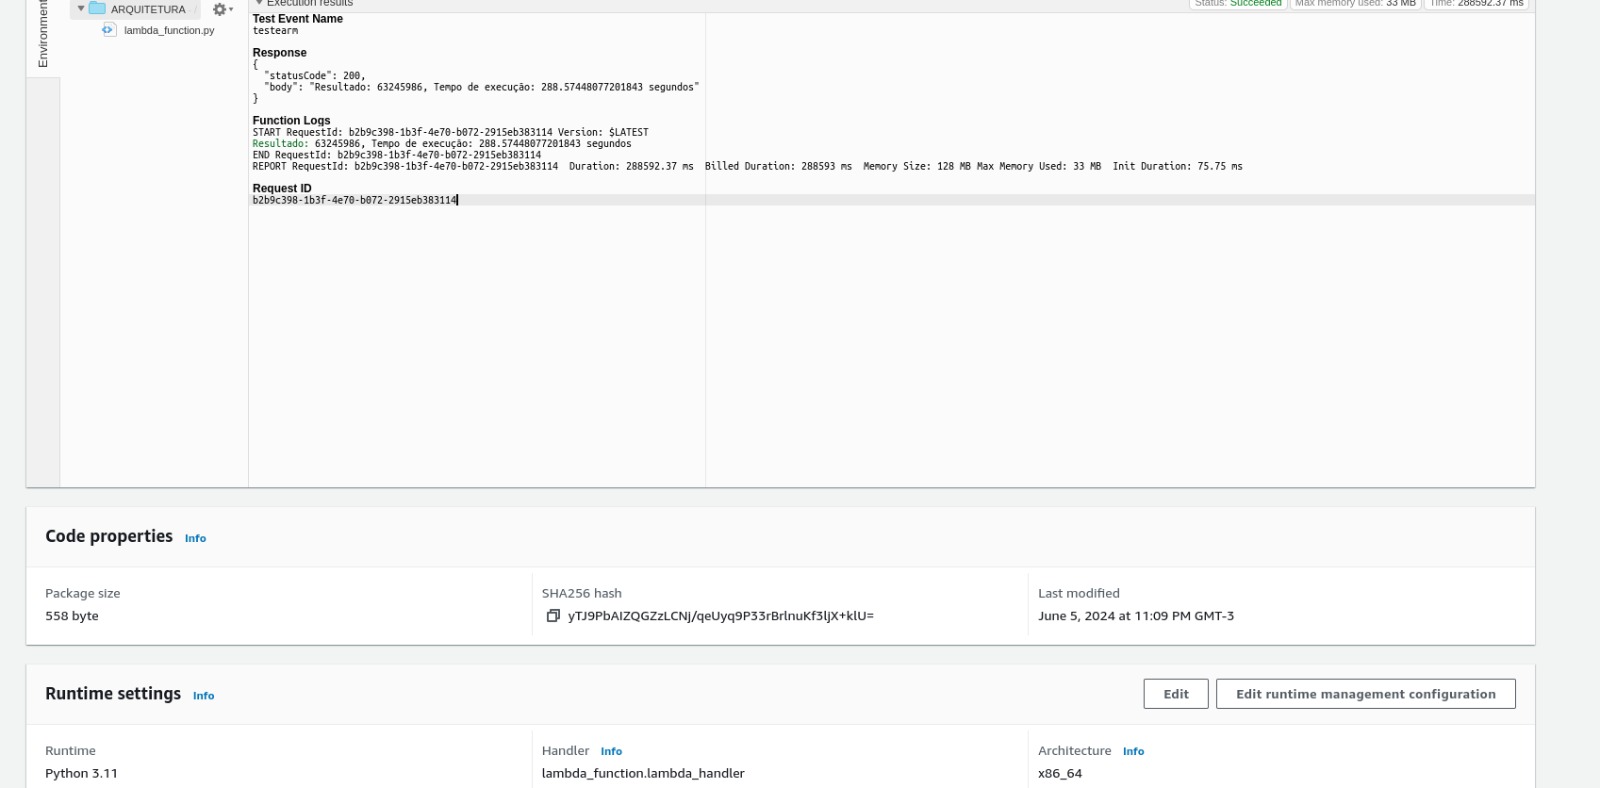 Environment
ARQUITETURA /
lambda_function.py
Execution results
Status: Succeeded
Max memory used: 33 MB
Time: 288592.37 ms
Test Event Name
testearm
Response
{
"statusCode": 200,
"body": "Resultado: 63245986, Tempo de execução: 288.57448077201843 segundos"
}
Function Logs
START RequestId: b2b9c398-1b3f-4e70-b072-2915eb383114 Version: $LATEST
Resultado: 63245986, Tempo de execução: 288.57448077201843 segundos
END RequestId: b2b9c398-1b3f-4e70-b072-2915eb383114
REPORT RequestId: b2b9c398-1b3f-4e70-b072-2915eb383114 Duration: 288592.37 ms Billed Duration: 288593 ms Memory Size: 128 MB Max Memory Used: 33 MB Init Duration: 75.75 ms
Request ID
b2b9c398-1b3f-4e70-b072-2915eb383114
Code properties Info
Package size
558 byte
SHA256 hash
yTJ9PbAIZQGZzLCNj/qeUyq9P33rBrlnuKf3ljX+klU=
Last modified
June 5, 2024 at 11:09 PM GMT-3
Runtime settings Info
Edit
Edit runtime management configuration
Runtime
Python 3.11
Handler Info
lambda_function.lambda_handler
Architecture Info
x86_64